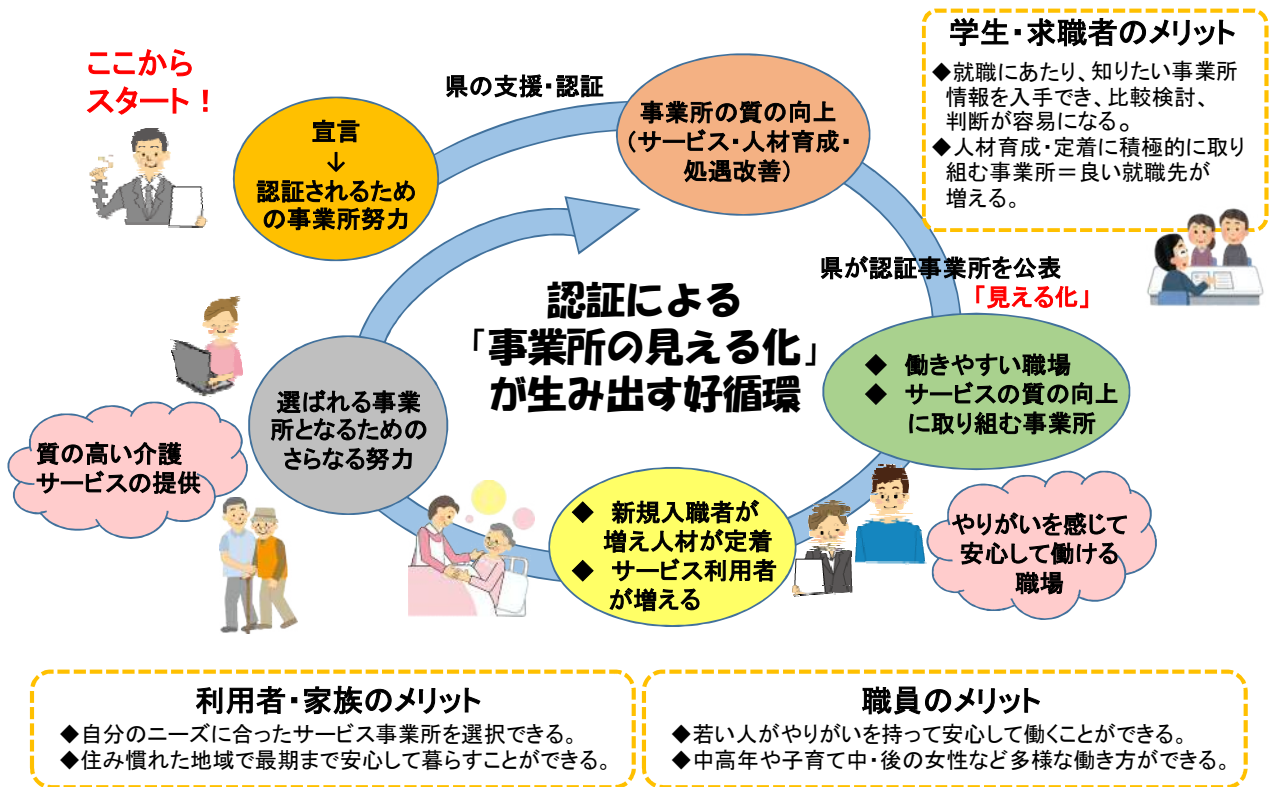 ここから
スタート！
宣言
↓
認証されるため
の事業所努力
県の支援・認証
事業所の質の向上
（サービス・人材育成・
処遇改善）
学生・求職者のメリット
◆就職にあたり、知りたい事業所
情報を入手でき、比較検討、
判断が容易になる。
◆人材育成・定着に積極的に取り
組む事業所＝良い就職先が
増える。
県が認証事業所を公表
「見える化」
認証による
「事業所の見える化」
が生み出す好循環
◆ 働きやすい職場
◆ サービスの質の向上
に取り組む事業所
やりがいを感じて
安心して働ける
職場
◆ 新規入職者が
増え人材が定着
◆ サービス利用者
が増える
選ばれる事業
所となるための
さらなる努力
質の高い介護
サービスの提供
利用者・家族のメリット
◆自分のニーズに合ったサービス事業所を選択できる。
◆住み慣れた地域で最期まで安心して暮らすことができる。
職員のメリット
◆若い人がやりがいを持って安心して働くことができる。
◆中高年や子育て中・後の女性など多様な働き方ができる。